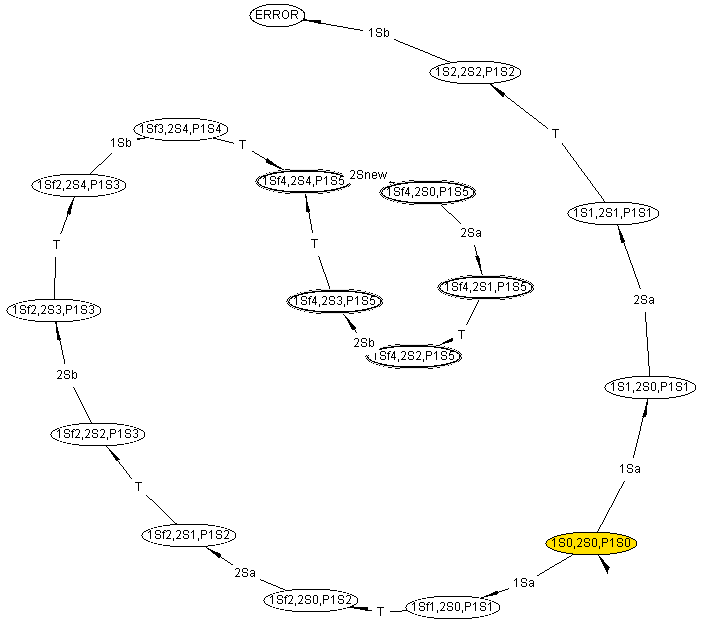 ERROR
1Sb
1S2,2S2,P1S2
T
1Sf3,2S4,P1S4
1Sb
T
2Snew
1Sf2,2S4,P1S3
1Sf4,2S4,P1S5
1Sf4,2S0,P1S5
1S1,2S1,P1S1
2Sa
T
T
1Sf4,2S1,P1S5
2Sa
1Sf4,2S3,P1S5
1Sf2,2S3,P1S3
T
2Sb
1Sf4,2S2,P1S5
2Sb
1S1,2S0,P1S1
1Sf2,2S2,P1S3
1Sa
T
1Sf2,2S1,P1S2
1S0,2S0,P1S0
2Sa
1Sa
1Sf2,2S0,P1S2
T
1Sf1,2S0,P1S1